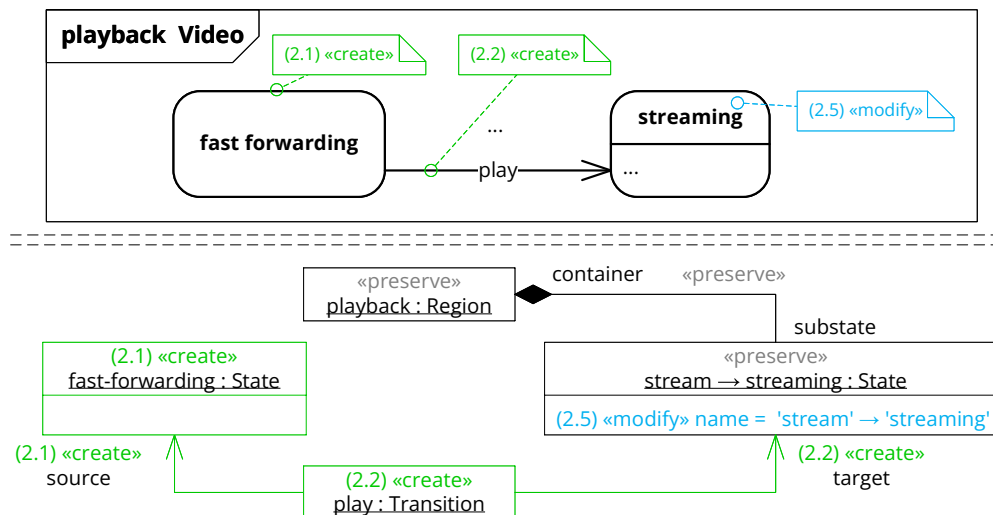 playback Video
(2.1) «create»
(2.2) «create»
(2.5) «modify»
streaming
fast forwarding
...
play
...
«preserve»
playback : Region
container
«preserve»
substate
(2.1) «create»
fast-forwarding : State
«preserve»
stream → streaming : State
(2.5) «modify» name = 'stream' → 'streaming'
(2.1) «create»
source
(2.2) «create»
play : Transition
(2.2) «create»
target